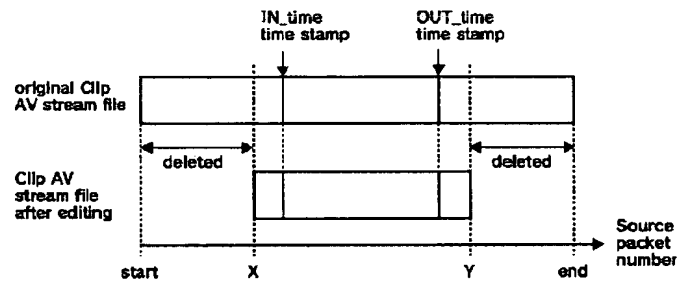 IN_time
time stamp
OUT_time
time stamp
original Clip
AV stream file
deleted
deleted
Clip AV
stream file
after editing
Source
packet
number
start
X
Y
end